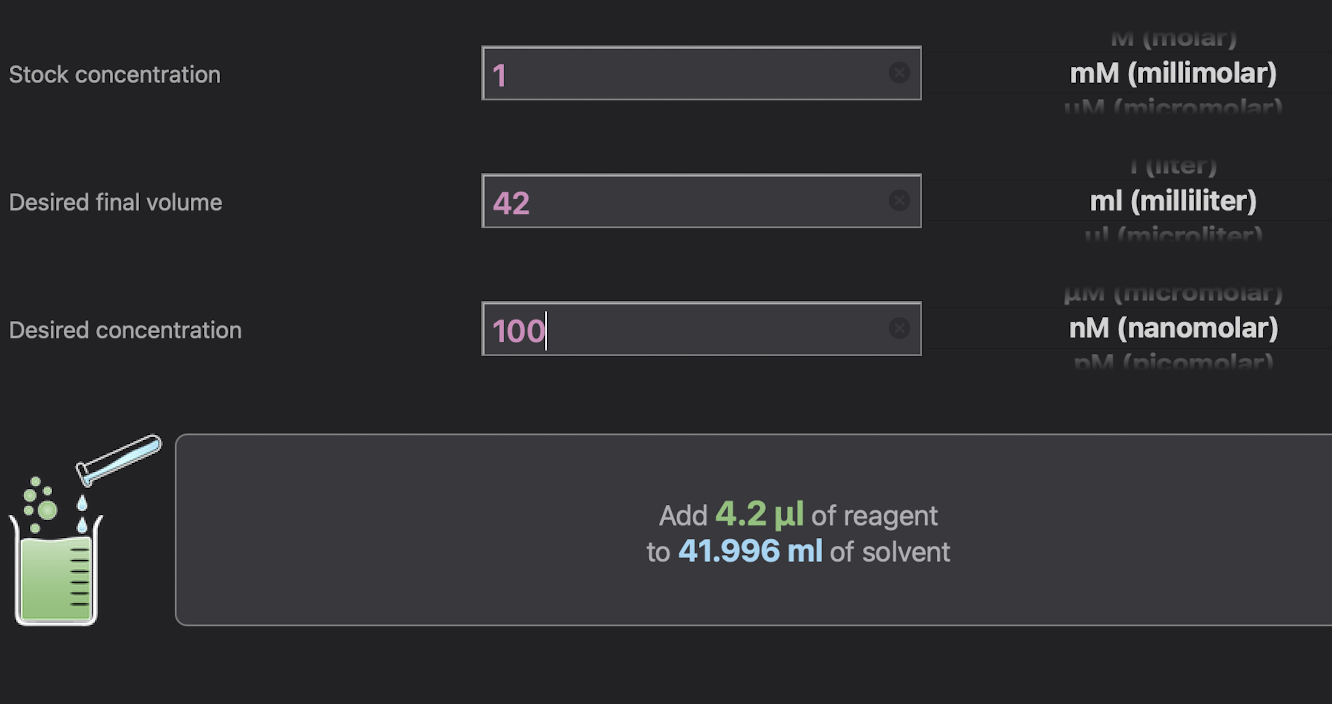 M (molar)
Stock concentration 1 mM (millimolar)
µM (micromolar)
l (liter)
Desired final volume 42 ml (milliliter)
µl (microliter)
µM (micromolar)
Desired concentration 100 nM (nanomolar)
pM (picomolar)
Add 4.2 µl of reagent
to 41.996 ml of solvent